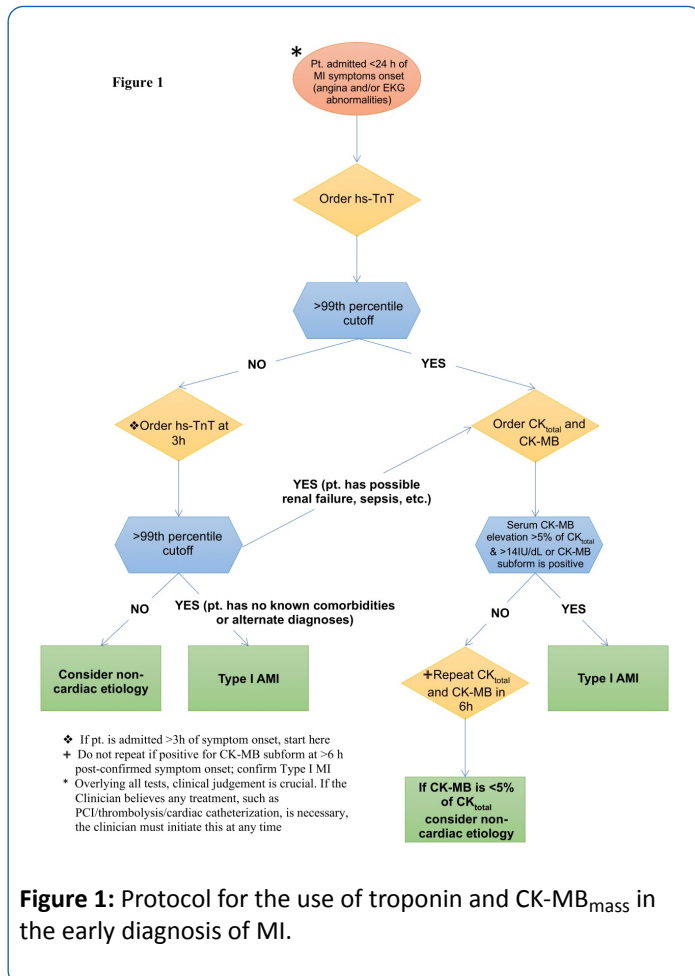 Figure 1
*
Pt. admitted <24 h of
MI symptoms onset
(angina and/or EKG
abnormalities)
Order hs-TnT
>99th percentile
cutoff
NO
YES
❖Order hs-TnT at
3h
Order CKtotal and
CK-MB
YES (pt. has possible
renal failure, sepsis, etc.)
>99th percentile
cutoff
Serum CK-MB
elevation >5% of CKtotal
& >14IU/dL or CK-MB
subform is positive
NO
YES (pt. has no known comorbidities
or alternate diagnoses)
NO
YES
Consider non-
cardiac etiology
Type I AMI
+Repeat CKtotal
and CK-MB in
6h
Type I AMI
❖ If pt. is admitted >3h of symptom onset, start here
+ Do not repeat if positive for CK-MB subform at >6 h
post-confirmed symptom onset; confirm Type I MI
* Overlying all tests, clinical judgement is crucial. If the
Clinician believes any treatment, such as
PCI/thrombolysis/cardiac catheterization, is necessary,
the clinician must initiate this at any time
If CK-MB is <5%
of CKtotal
consider non-
cardiac etiology
Figure 1: Protocol for the use of troponin and CK-MBmass in
the early diagnosis of MI.